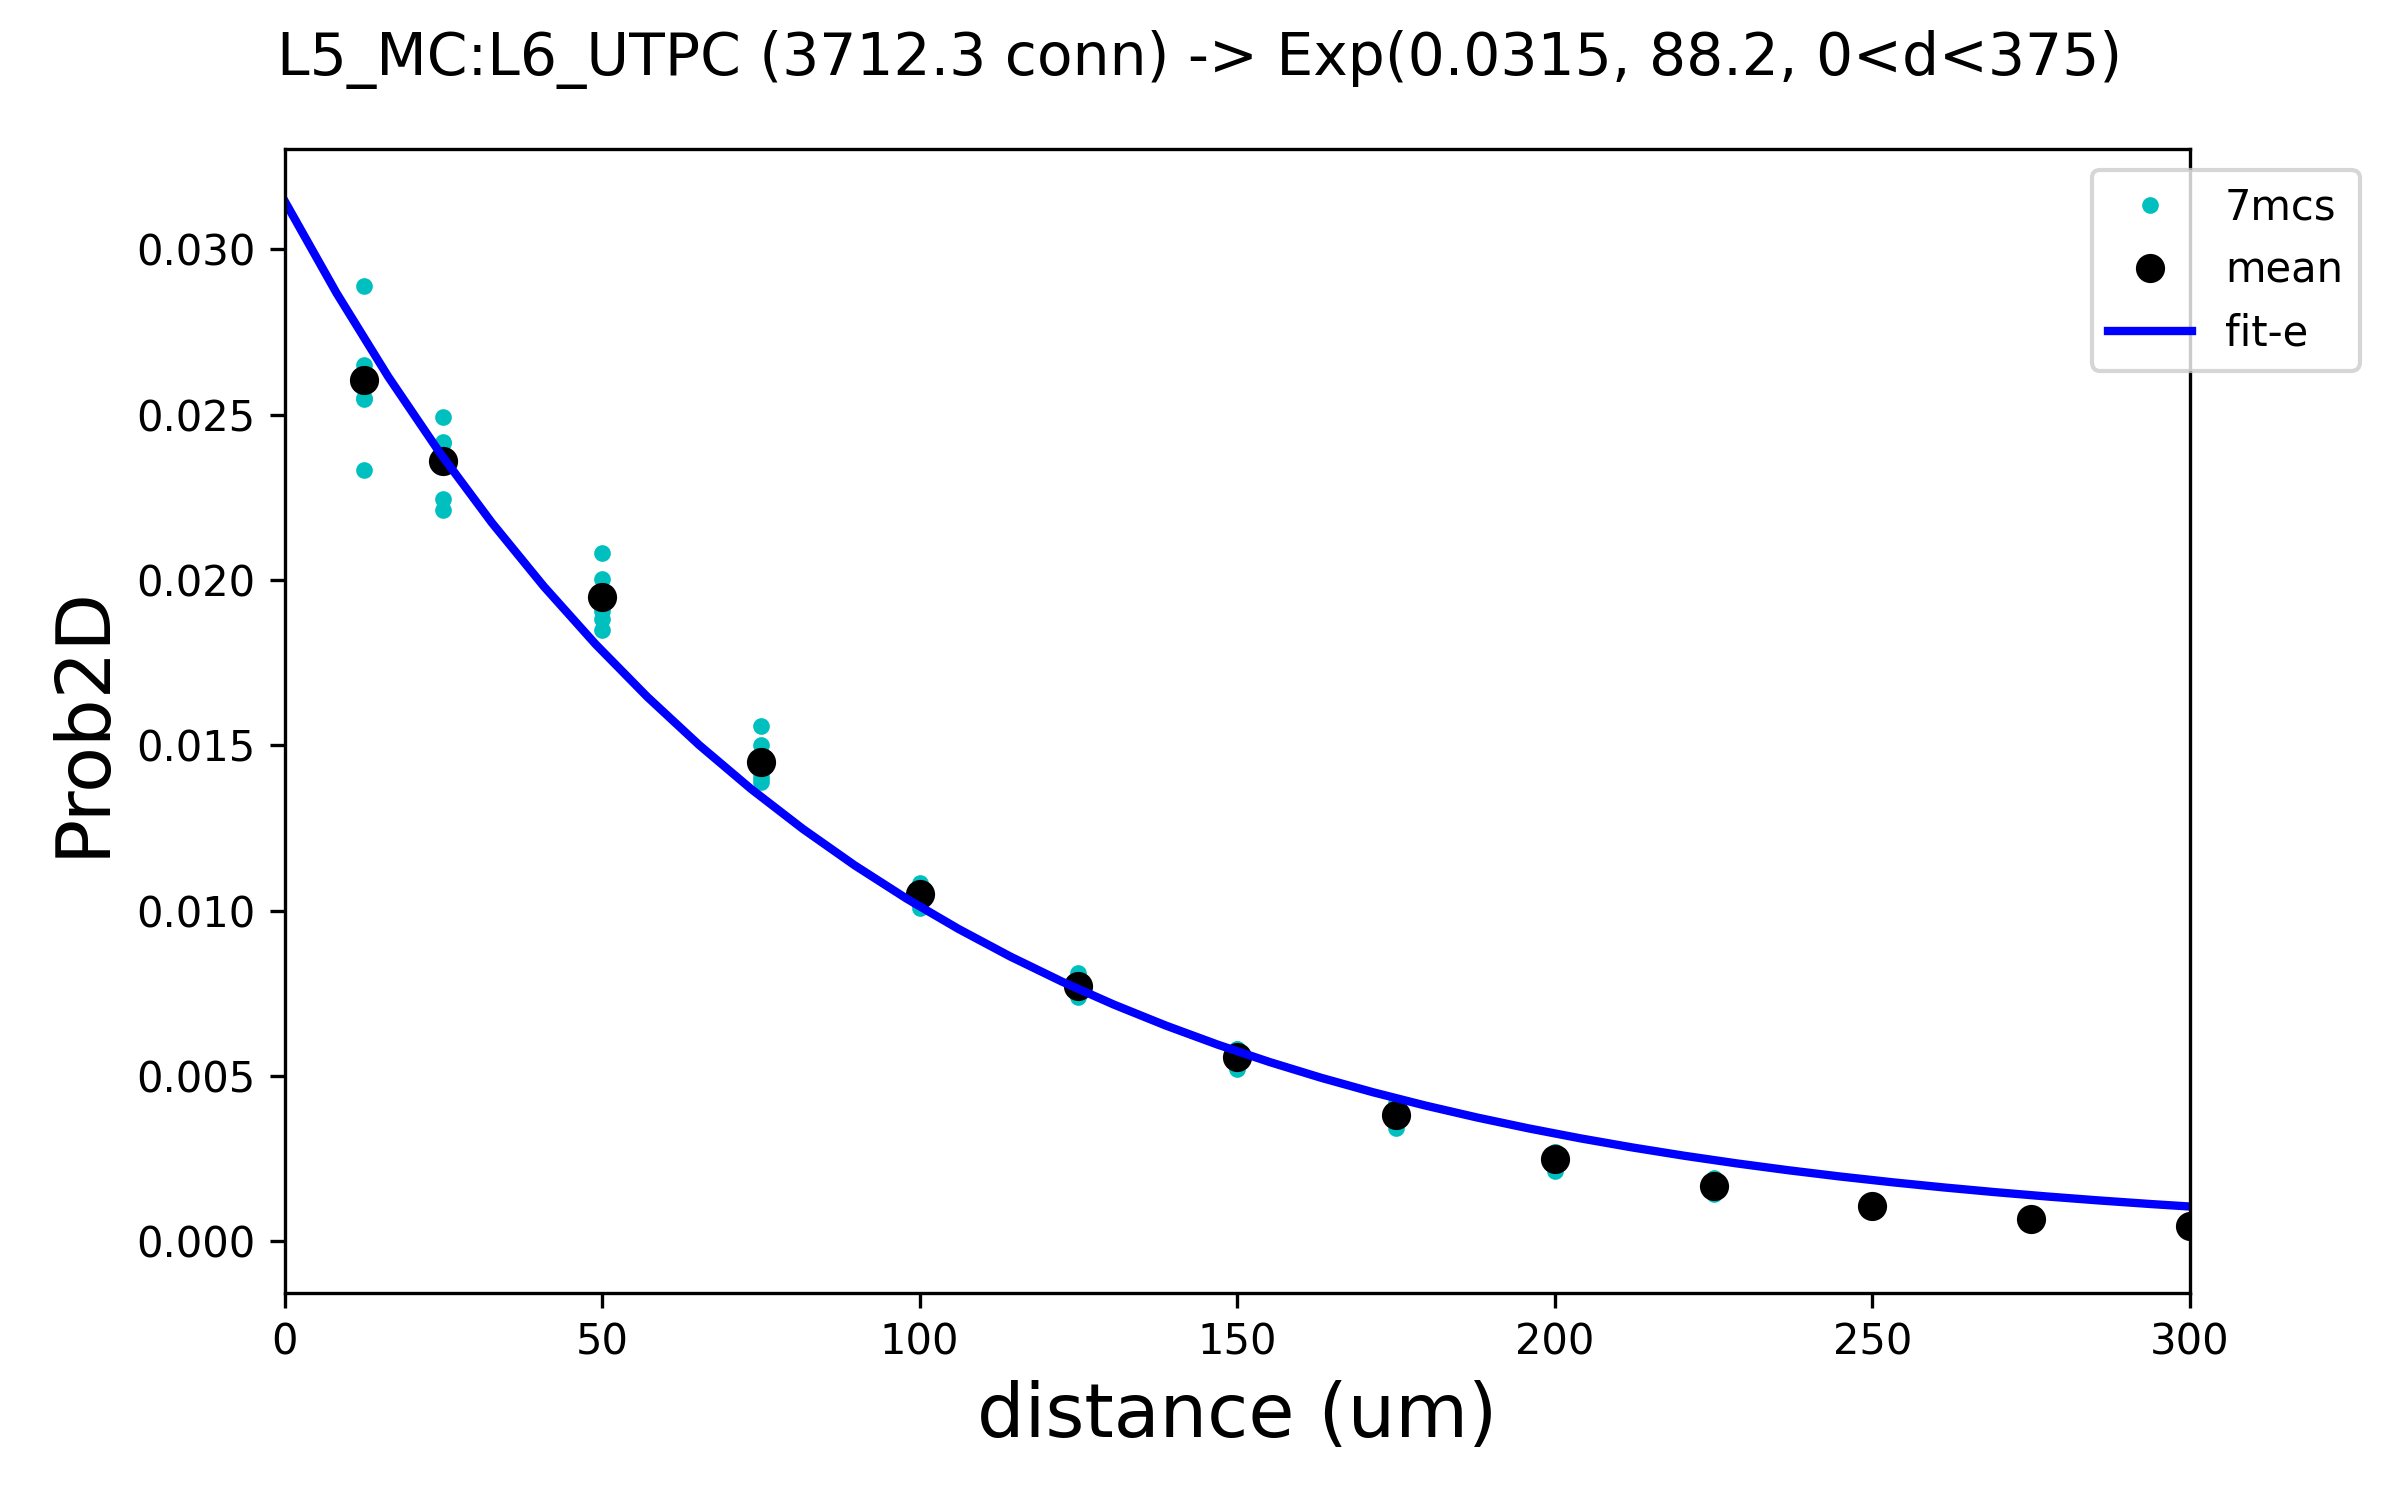 L5_MC:L6_UTPC (3712.3 conn) -> Exp(0.0315, 88.2, 0<d<375)
7mcs
mean
fit-e
Prob2D
0.030
0.025
0.020
0.015
0.010
0.005
0.000
0 50 100 150 200 250 300
distance (um)